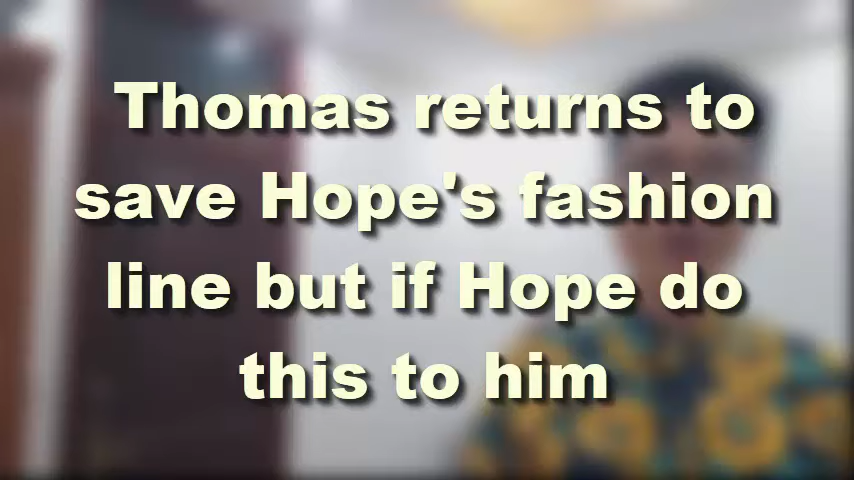 Thomas returns to
save Hope's fashion
line but if Hope do
this to him